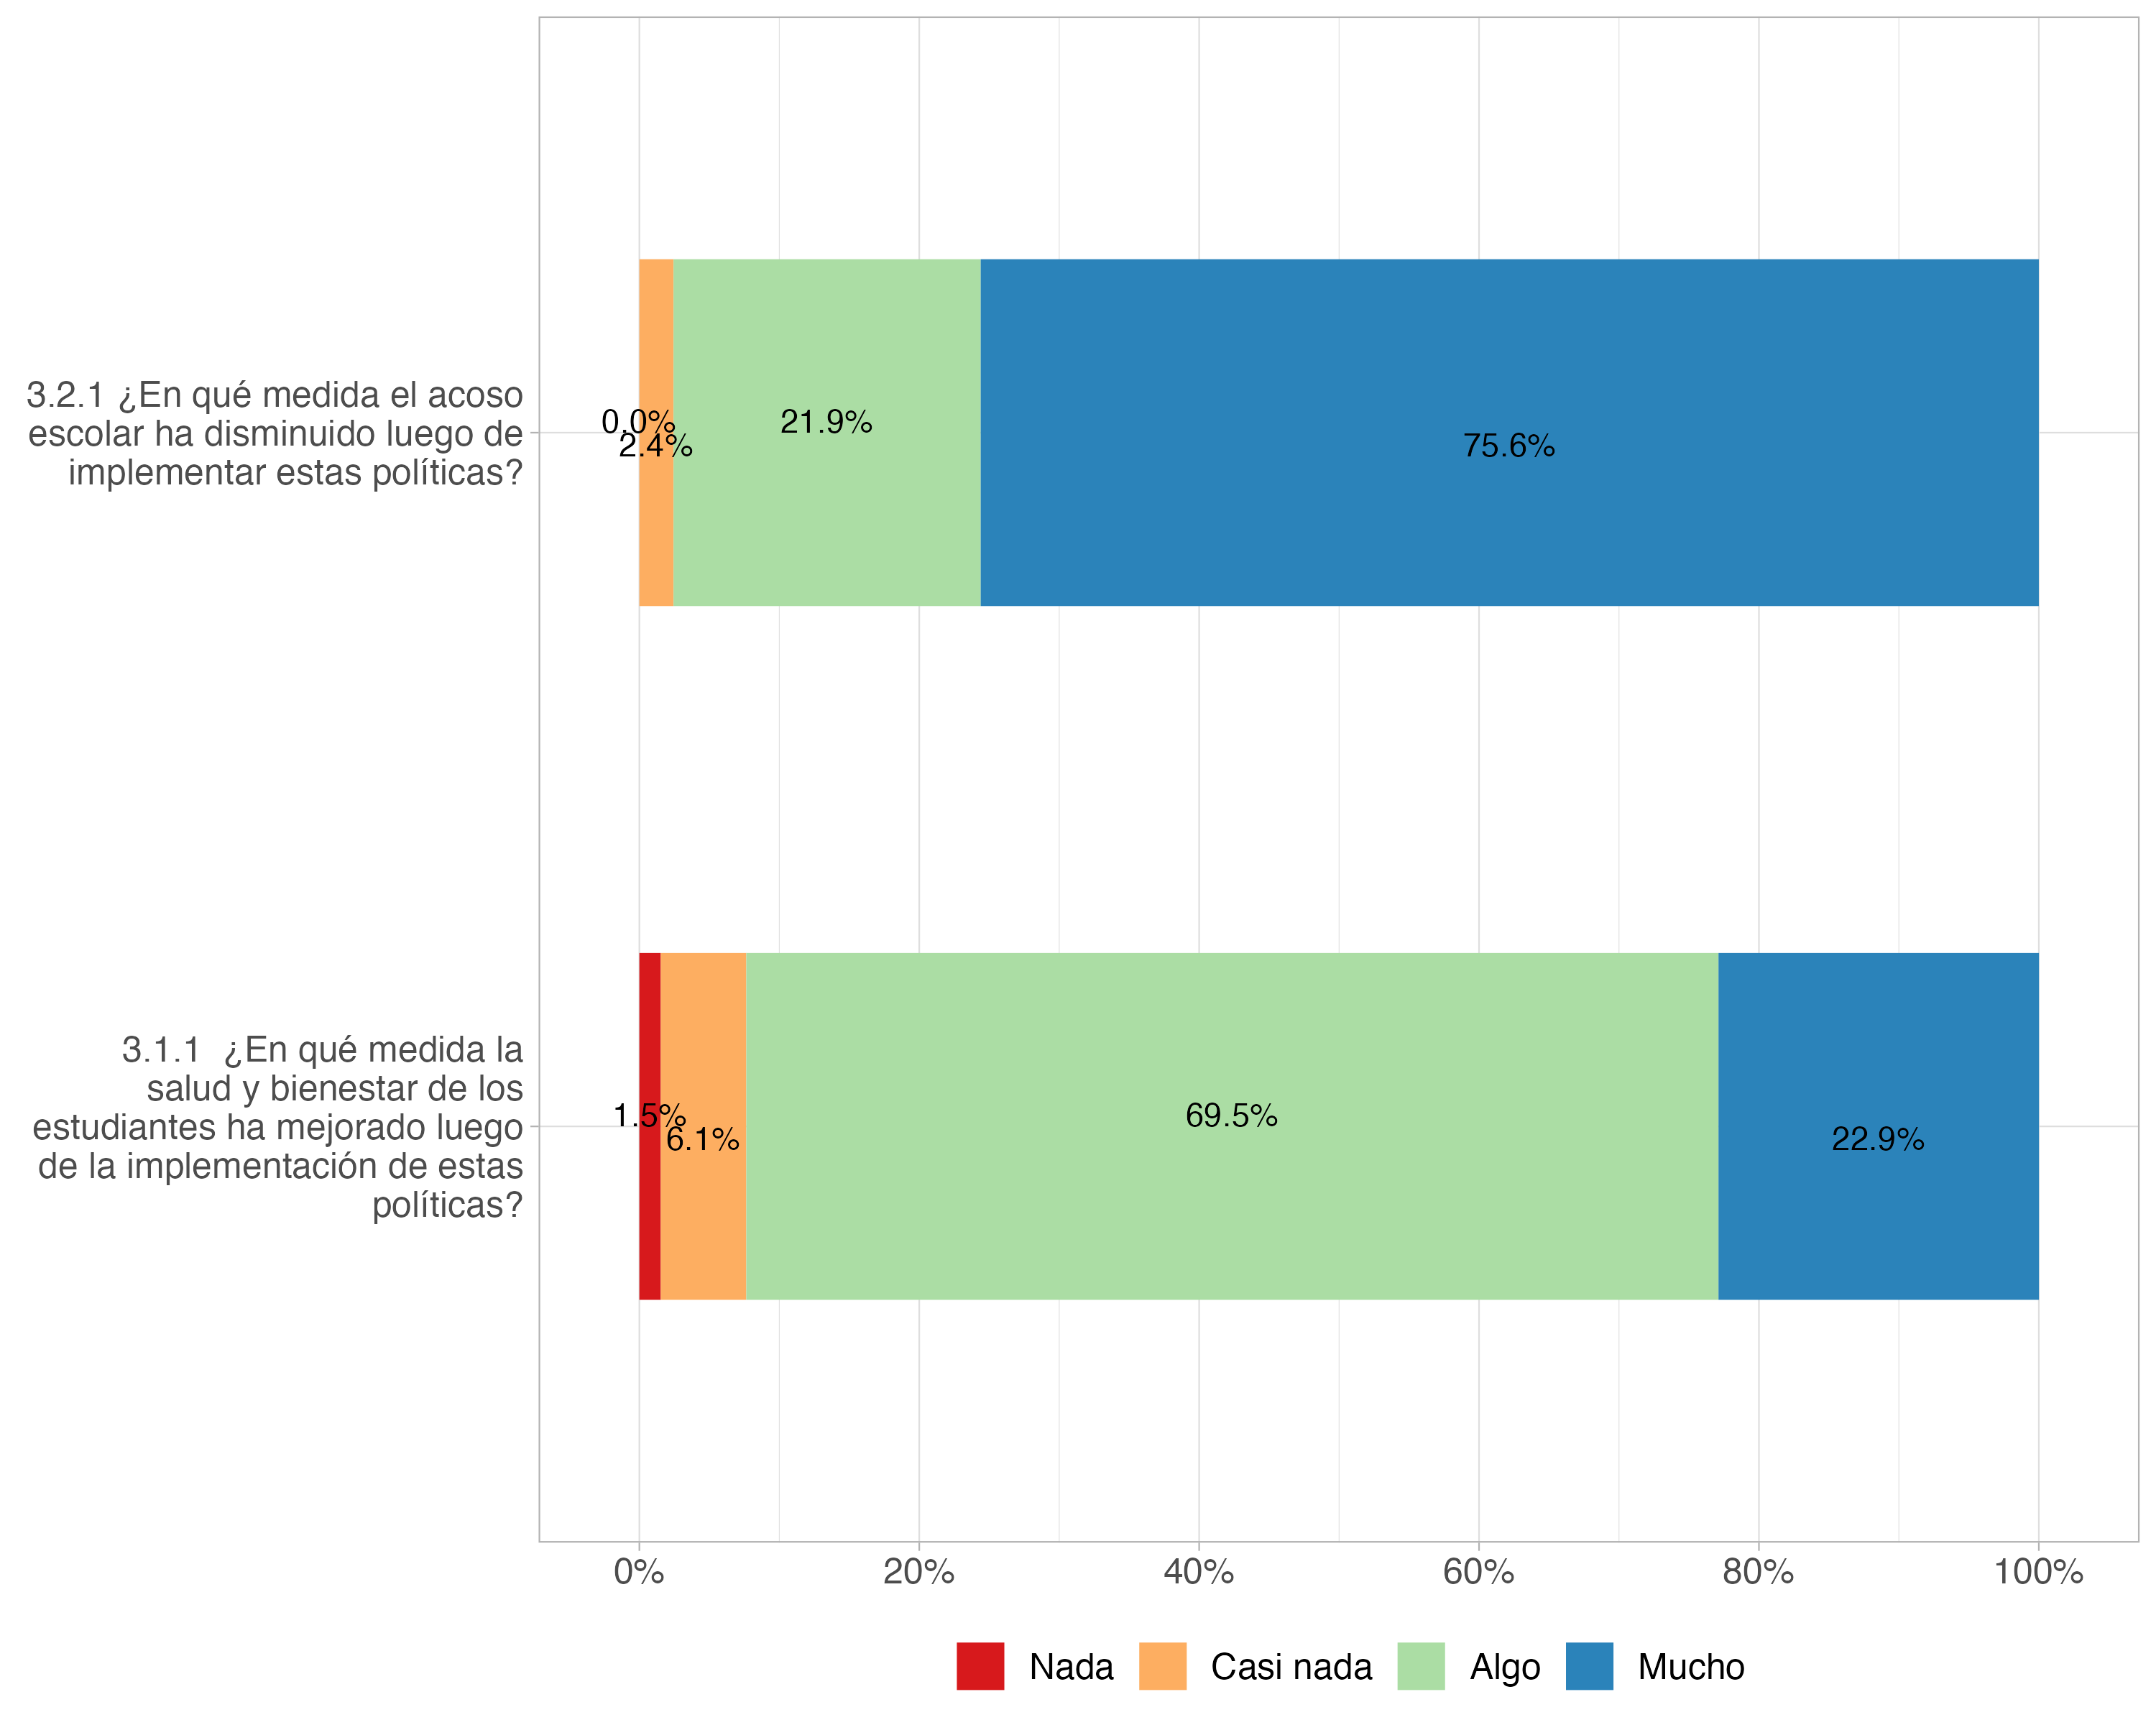 3.2.1 ¿En qué medida el acoso
escolar ha disminuido luego de
implementar estas políticas?
0.0%
2.4%
21.9%
75.6%
3.1.1  ¿En qué medida la
salud y bienestar de los
estudiantes ha mejorado luego
de la implementación de estas
políticas?
1.5%
6.1%
69.5%
22.9%
0% 20% 40% 60% 80% 100%
Nada Casi nada Algo Mucho